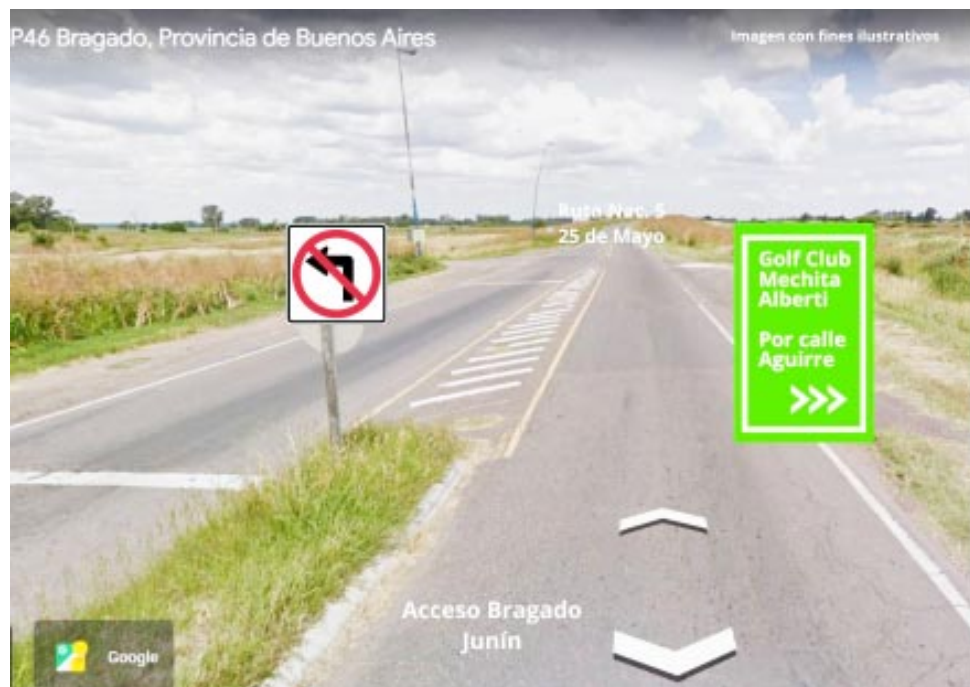 P46 Bragado, Provincia de Buenos Aires
Imagen con fines ilustrativos
Ruta Nac. 5
25 de Mayo
Golf Club
Mechita
Alberti
Por calle
Aguirre
>>>
Acceso Bragado
Junín
Google